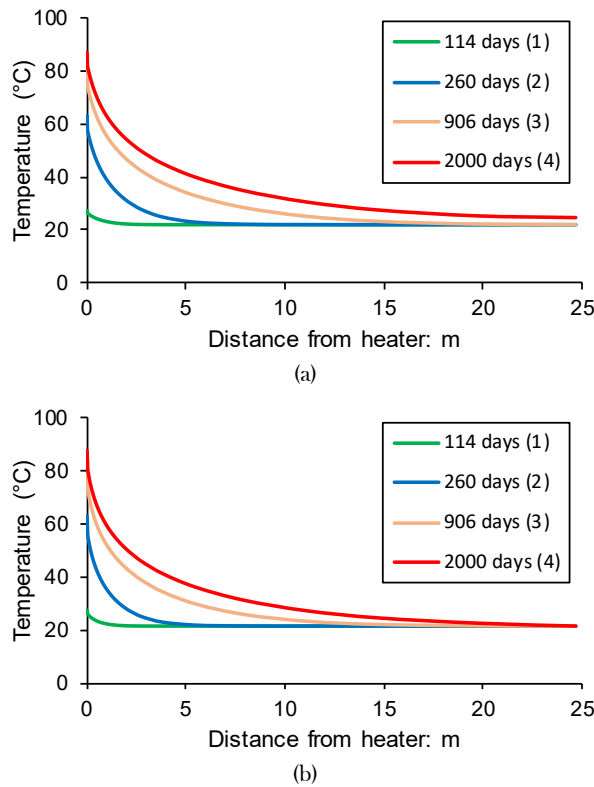 100
80
60
40
20
0
Temperature (°C)
114 days (1)
260 days (2)
906 days (3)
2000 days (4)
0 5 10 15 20 25
Distance from heater: m
(a)
100
80
60
40
20
0
Temperature (°C)
114 days (1)
260 days (2)
906 days (3)
2000 days (4)
0 5 10 15 20 25
Distance from heater: m
(b)